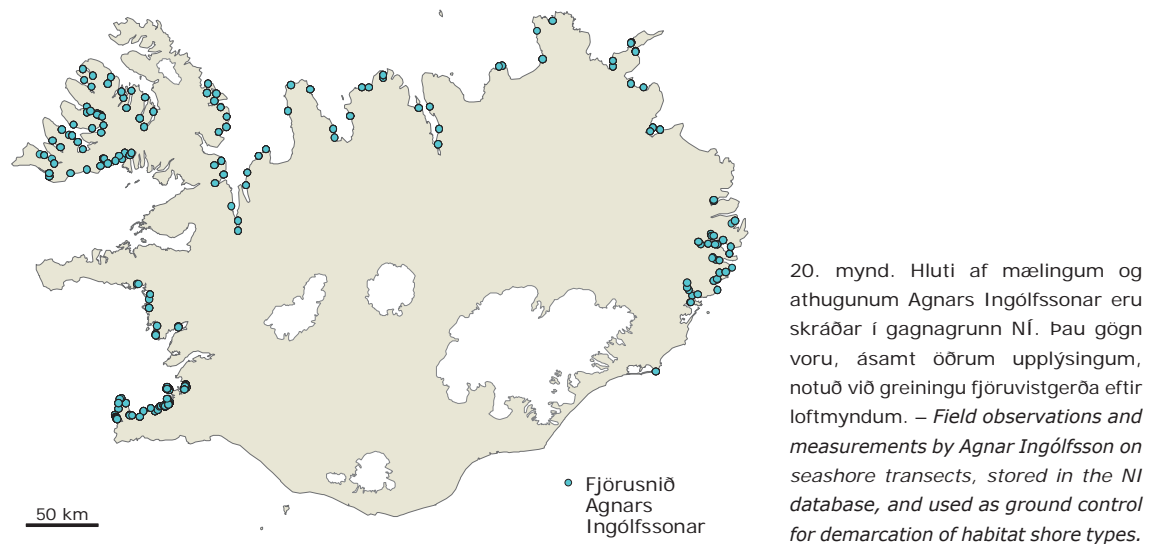 50 km
Fjörusnið
Agnars
Ingólfssonar
20. mynd. Hluti af mælingum og
athugunum Agnars Ingólfssonar eru
skráðar í gagnagrunn NÍ. Þau gögn
voru, ásamt öðrum upplýsingum,
notuð við greiningu fjöruvistgerða eftir
loftmyndum. – Field observations and
measurements by Agnar Ingólfsson on
seashore transects, stored in the NI
database, and used as ground control
for demarcation of habitat shore types.